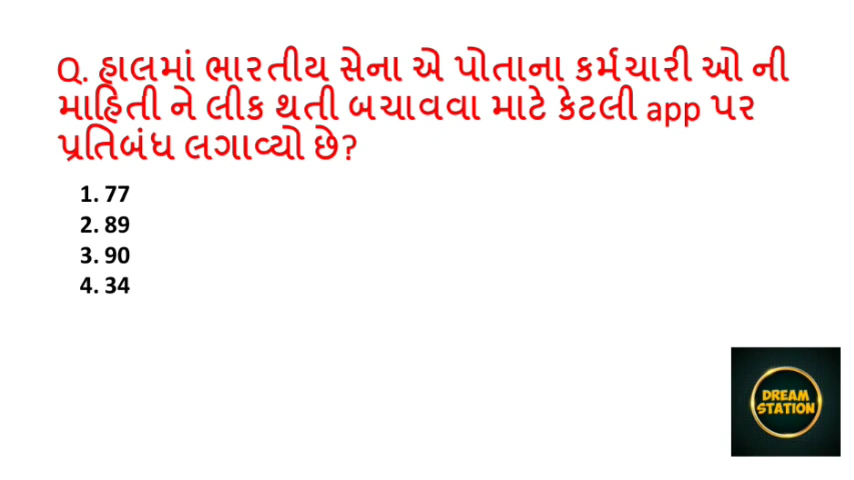 Q. હાલમાં ભારતીય સેના એ પોતાના કર્મચારી ઓ ની
માહિતી ને લીક થતી બચાવવા માટે કેટલી app પર
પ્રતિબંધ લગાવ્યો છે?
1. 77
2. 89
3. 90
4. 34
DREAM
STATION